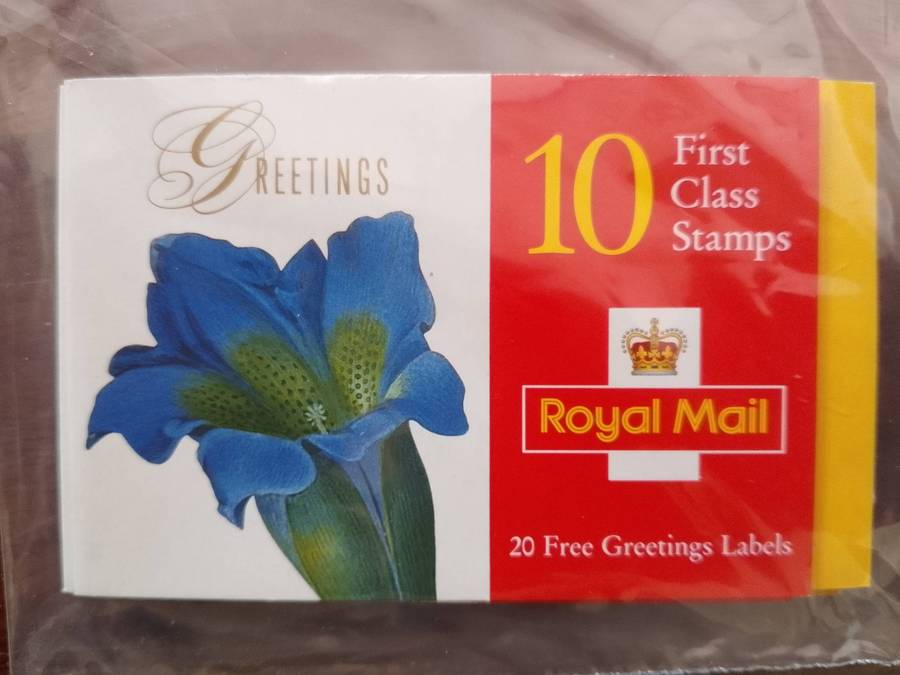 GREETINGS
10
First
Class
Stamps
Royal Mail
20 Free Greetings Labels